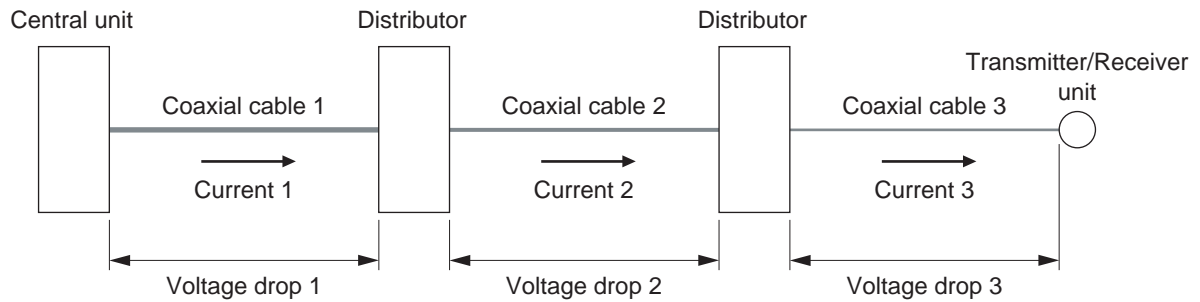 Central unit
Distributor
Distributor
Transmitter/Receiver
unit
Coaxial cable 1
Coaxial cable 2
Coaxial cable 3
Current 1
Current 2
Current 3
Voltage drop 1
Voltage drop 2
Voltage drop 3